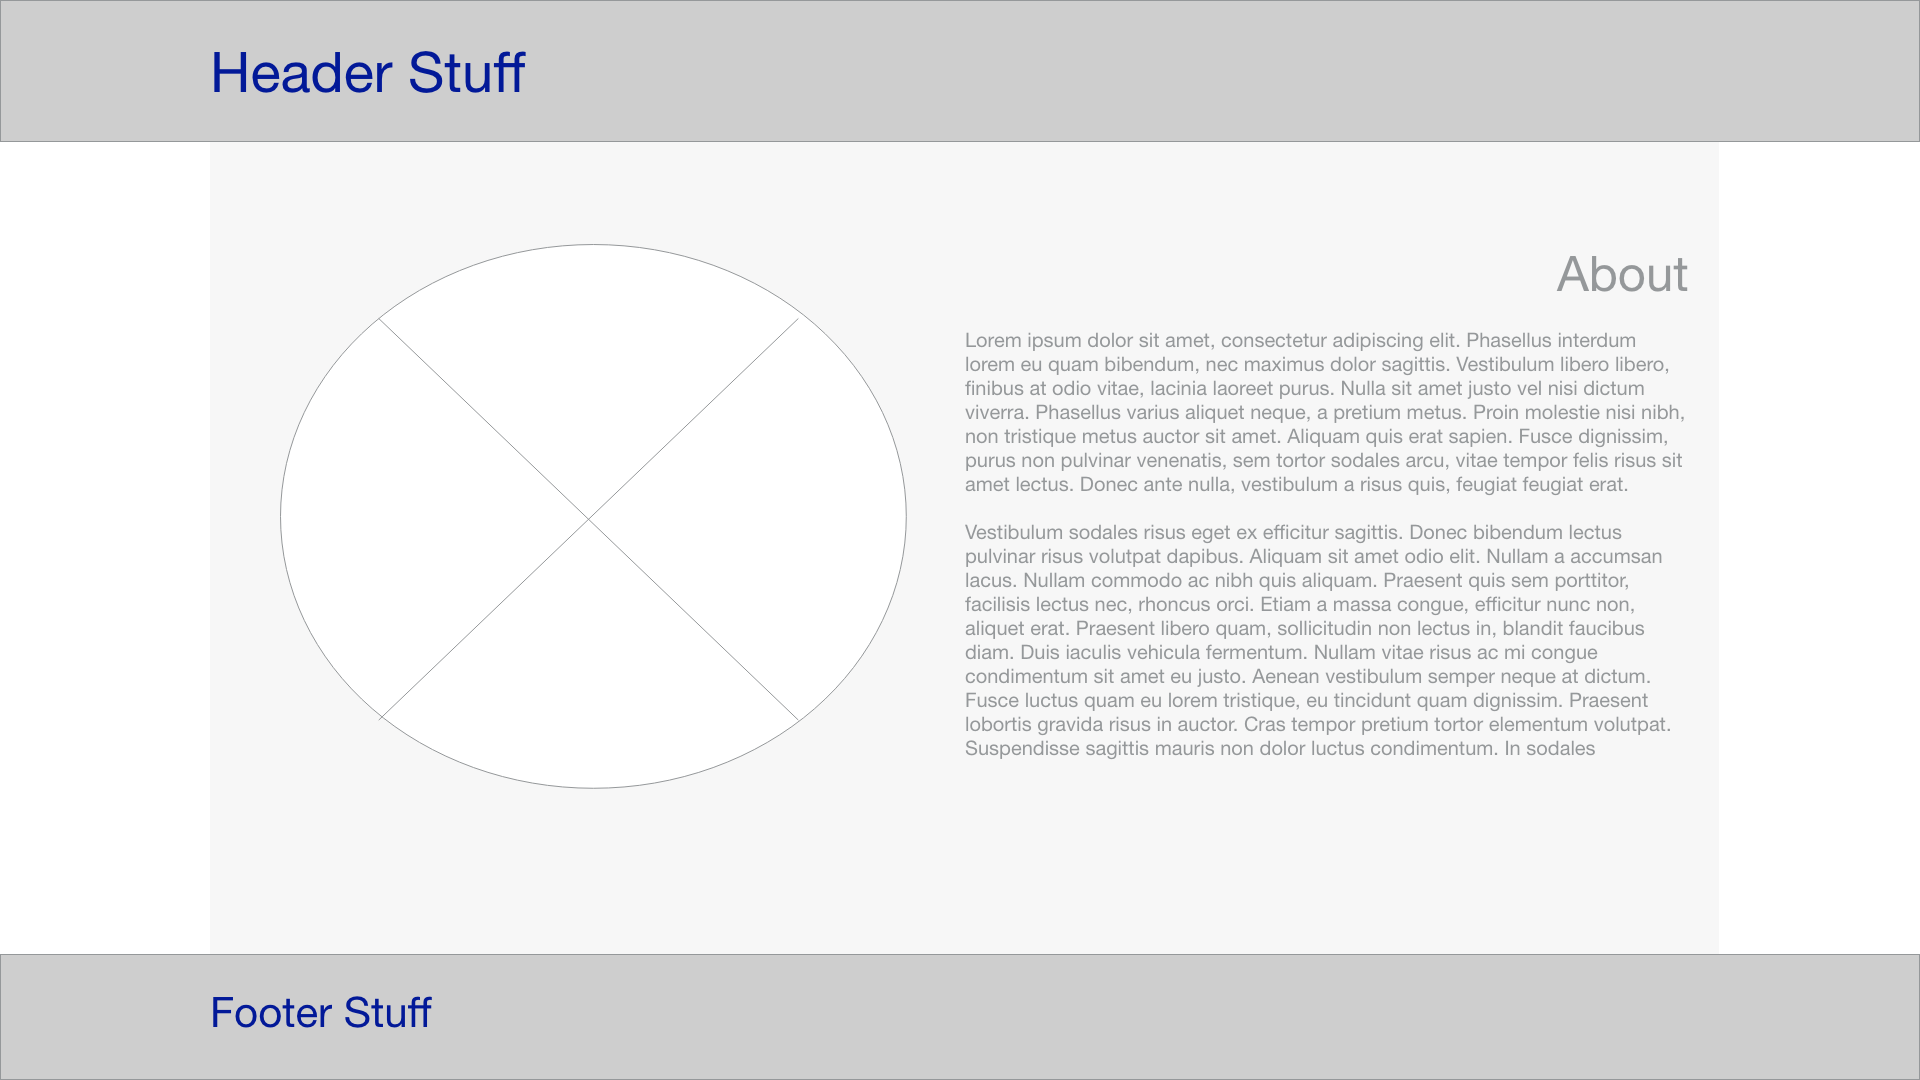 Header Stuff
About
Lorem ipsum dolor sit amet, consectetur adipiscing elit. Phasellus interdum
lorem eu quam bibendum, nec maximus dolor sagittis. Vestibulum libero libero,
finibus at odio vitae, lacinia laoreet purus. Nulla sit amet justo vel nisi dictum
viverra. Phasellus varius aliquet neque, a pretium metus. Proin molestie nisi nibh,
non tristique metus auctor sit amet. Aliquam quis erat sapien. Fusce dignissim,
purus non pulvinar venenatis, sem tortor sodales arcu, vitae tempor felis risus sit
amet lectus. Donec ante nulla, vestibulum a risus quis, feugiat feugiat erat.
Vestibulum sodales risus eget ex efficitur sagittis. Donec bibendum lectus
pulvinar risus volutpat dapibus. Aliquam sit amet odio elit. Nullam a accumsan
lacus. Nullam commodo ac nibh quis aliquam. Praesent quis sem porttitor,
facilisis lectus nec, rhoncus orci. Etiam a massa congue, efficitur nunc non,
aliquet erat. Praesent libero quam, sollicitudin non lectus in, blandit faucibus
diam. Duis iaculis vehicula fermentum. Nullam vitae risus ac mi congue
condimentum sit amet eu justo. Aenean vestibulum semper neque at dictum.
Fusce luctus quam eu lorem tristique, eu tincidunt quam dignissim. Praesent
lobortis gravida risus in auctor. Cras tempor pretium tortor elementum volutpat.
Suspendisse sagittis mauris non dolor luctus condimentum. In sodales
Footer Stuff